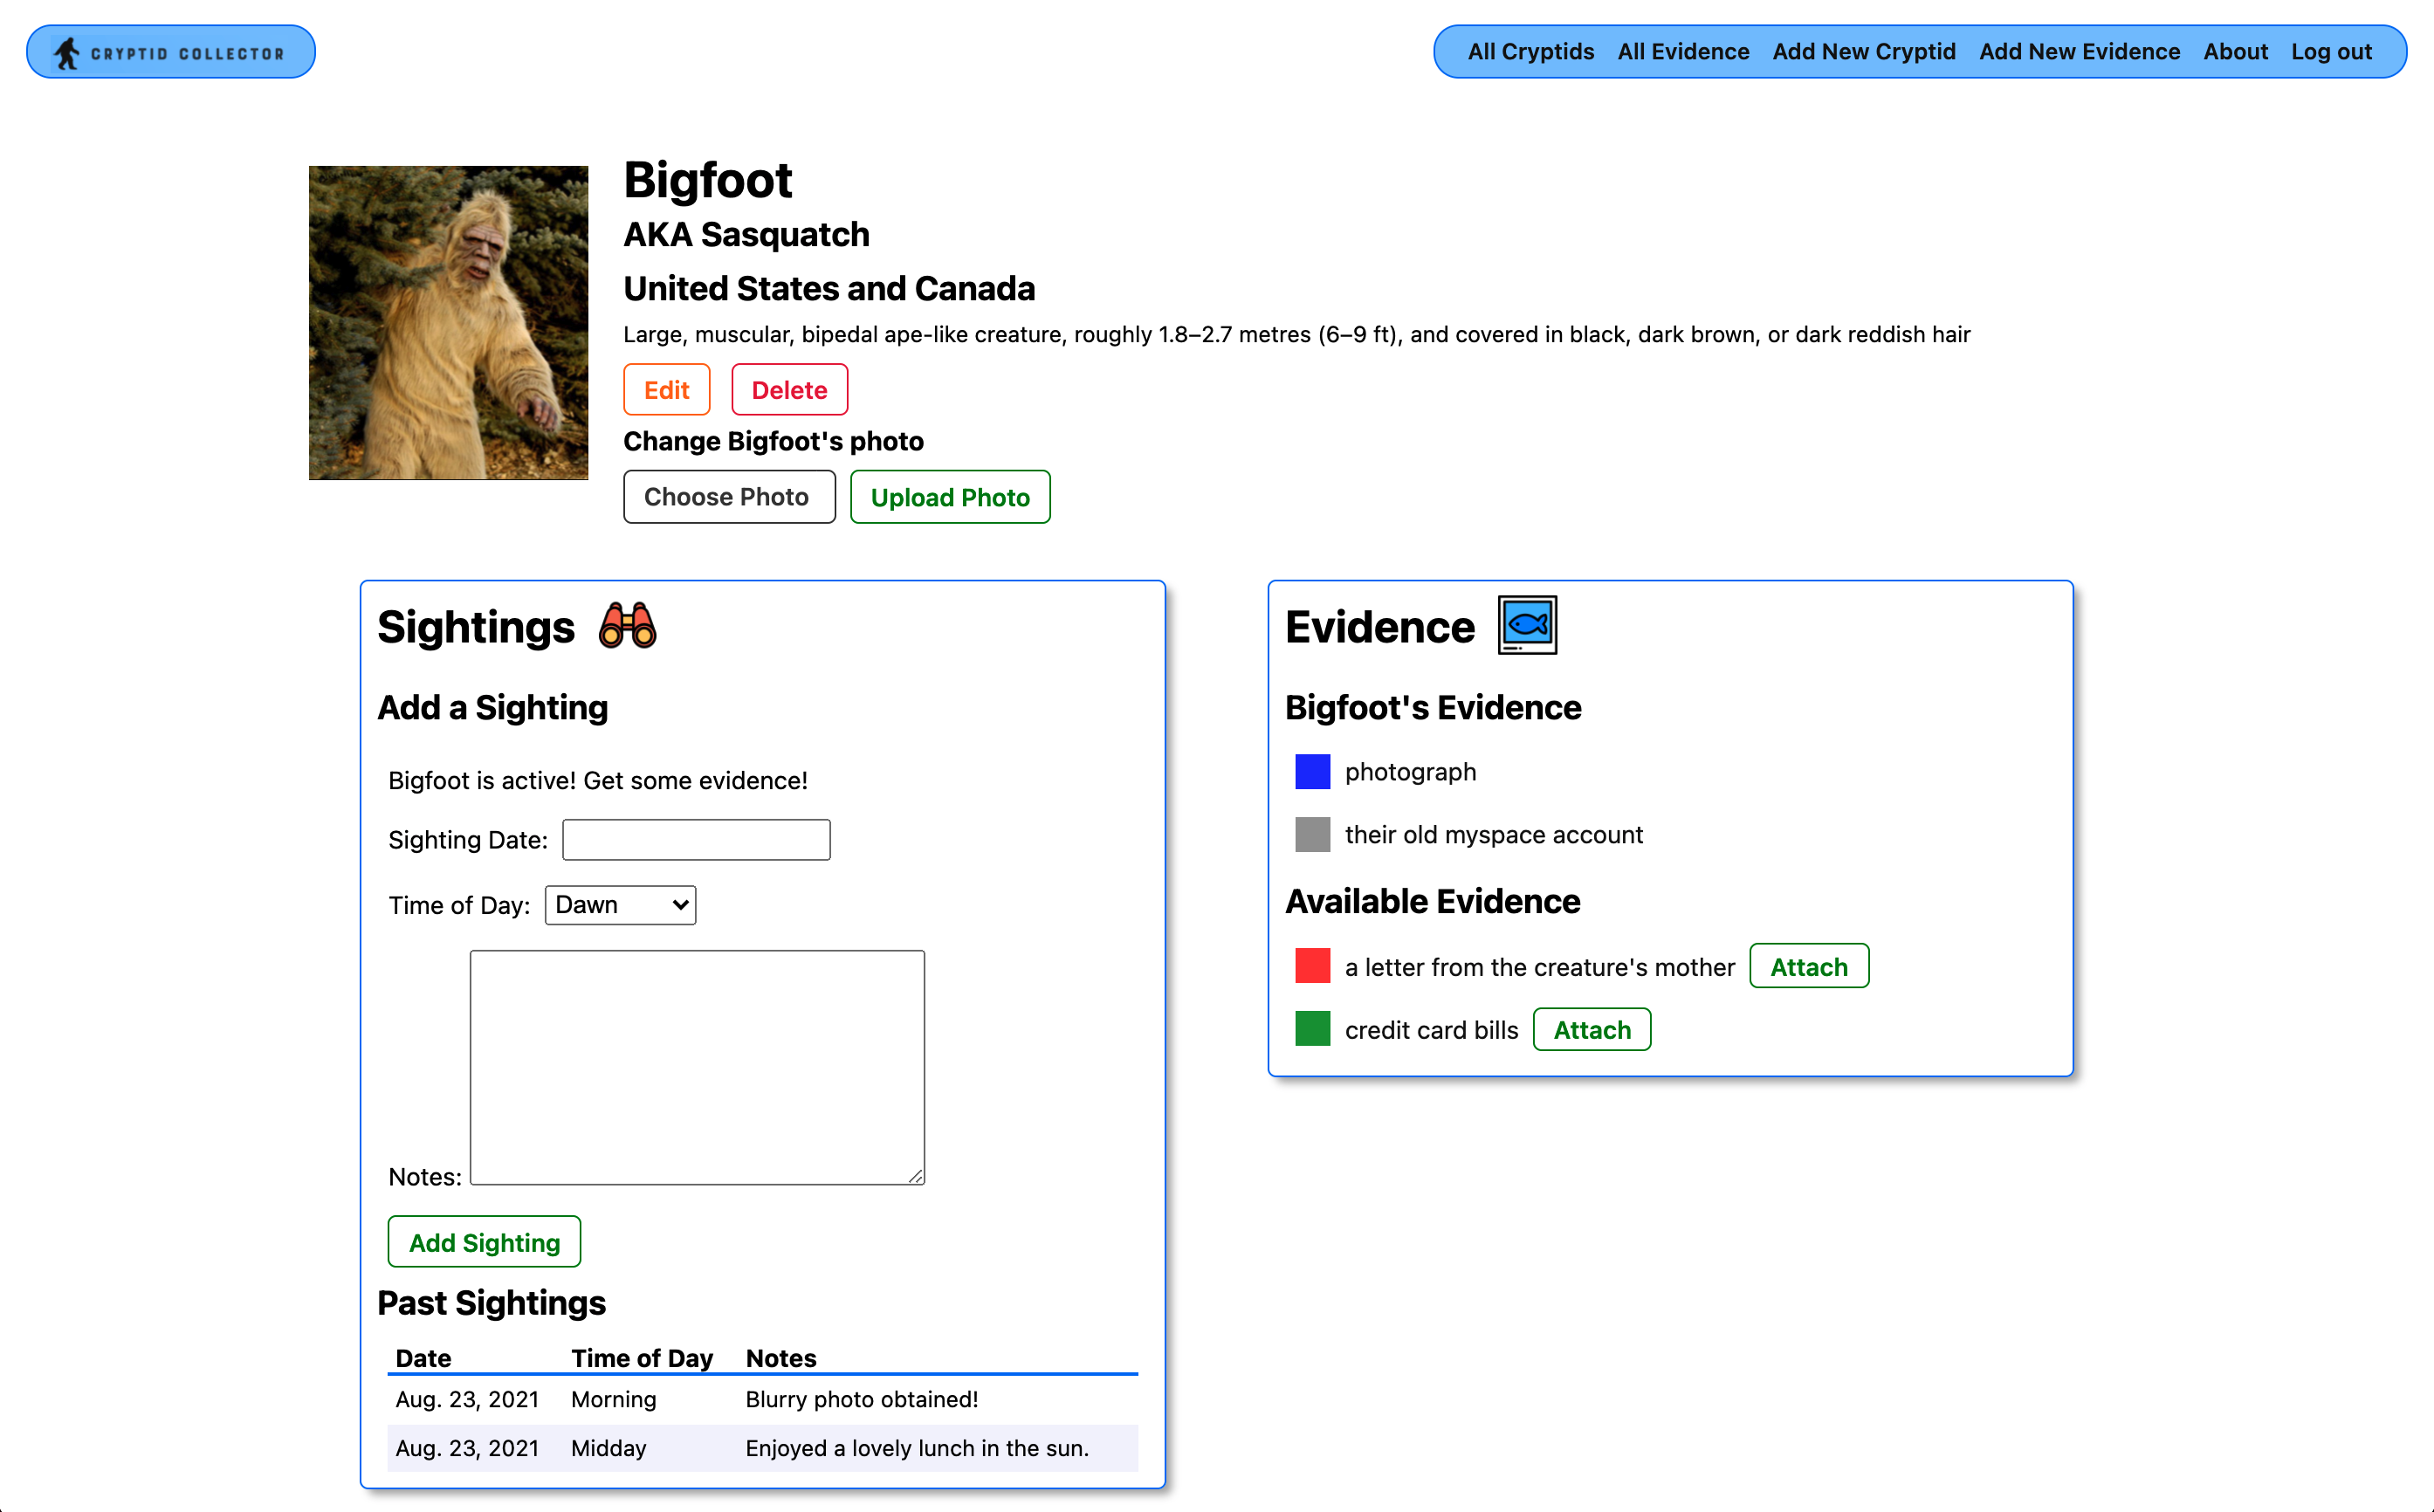 CRYPTID COLLECTOR
All Cryptids All Evidence Add New Cryptid Add New Evidence About Log out
Bigfoot
AKA Sasquatch
United States and Canada
Large, muscular, bipedal ape-like creature, roughly 1.8–2.7 metres (6–9 ft), and covered in black, dark brown, or dark reddish hair
Edit Delete
Change Bigfoot's photo
Choose Photo Upload Photo
Sightings
Add a Sighting
Bigfoot is active! Get some evidence!
Sighting Date:
Time of Day: Dawn
Notes:
Add Sighting
Past Sightings
Date Time of Day Notes
Aug. 23, 2021 Morning Blurry photo obtained!
Aug. 23, 2021 Midday Enjoyed a lovely lunch in the sun.
Evidence
Bigfoot's Evidence
photograph
their old myspace account
Available Evidence
a letter from the creature's mother Attach
credit card bills Attach